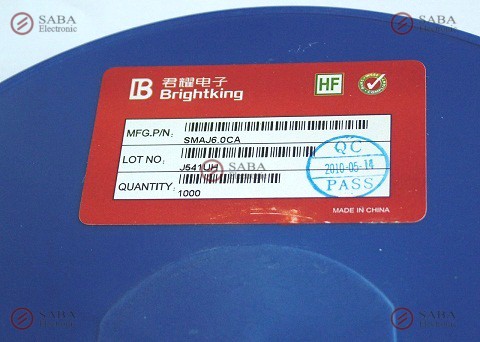 SABA
Electronic
SABA
Electronic
君耀电子
Brightking
HF
MFG.P/N:
SMAJ6.0CA
LOT NO:
J541UH
QUANTITY:
1000
QC
2010-05-14
PASS
SABA
Electronic
MADE IN CHINA
SABA
Electronic
SABA
Electronic